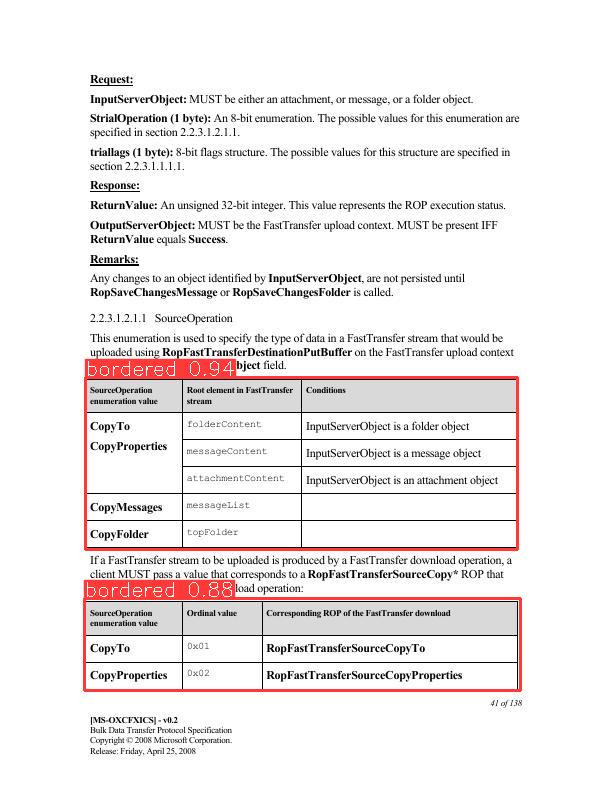 Request:
InputServerObject: MUST be either an attachment, or message, or a folder object.
StrialOperation (1 byte): An 8-bit enumeration. The possible values for this enumeration are
specified in section 2.2.3.1.2.1.1.
triallags (1 byte): 8-bit flags structure. The possible values for this structure are specified in
section 2.2.3.1.1.1.1.
Response:
ReturnValue: An unsigned 32-bit integer. This value represents the ROP execution status.
OutputServerObject: MUST be the FastTransfer upload context. MUST be present IFF
ReturnValue equals Success.
Remarks:
Any changes to an object identified by InputServerObject, are not persisted until
RopSaveChangesMessage or RopSaveChangesFolder is called.
2.2.3.1.2.1.1 SourceOperation
This enumeration is used to specify the type of data in a FastTransfer stream that would be
uploaded using RopFastTransferDestinationPutBuffer on the FastTransfer upload context
bordered 0.94 bject field.
SourceOperation enumeration value Root element in FastTransfer stream Conditions
CopyTo folderContent InputServerObject is a folder object
CopyProperties messageContent InputServerObject is a message object
attachmentContent InputServerObject is an attachment object
CopyMessages messageList
CopyFolder topFolder
If a FastTransfer stream to be uploaded is produced by a FastTransfer download operation, a
client MUST pass a value that corresponds to a RopFastTransferSourceCopy* ROP that
bordered 0.88 load operation:
SourceOperation enumeration value Ordinal value Corresponding ROP of the FastTransfer download
CopyTo 0x01 RopFastTransferSourceCopyTo
CopyProperties 0x02 RopFastTransferSourceCopyProperties
41 of 138
[MS-OXCFXICS] - v0.2
Bulk Data Transfer Protocol Specification
Copyright © 2008 Microsoft Corporation.
Release: Friday, April 25, 2008